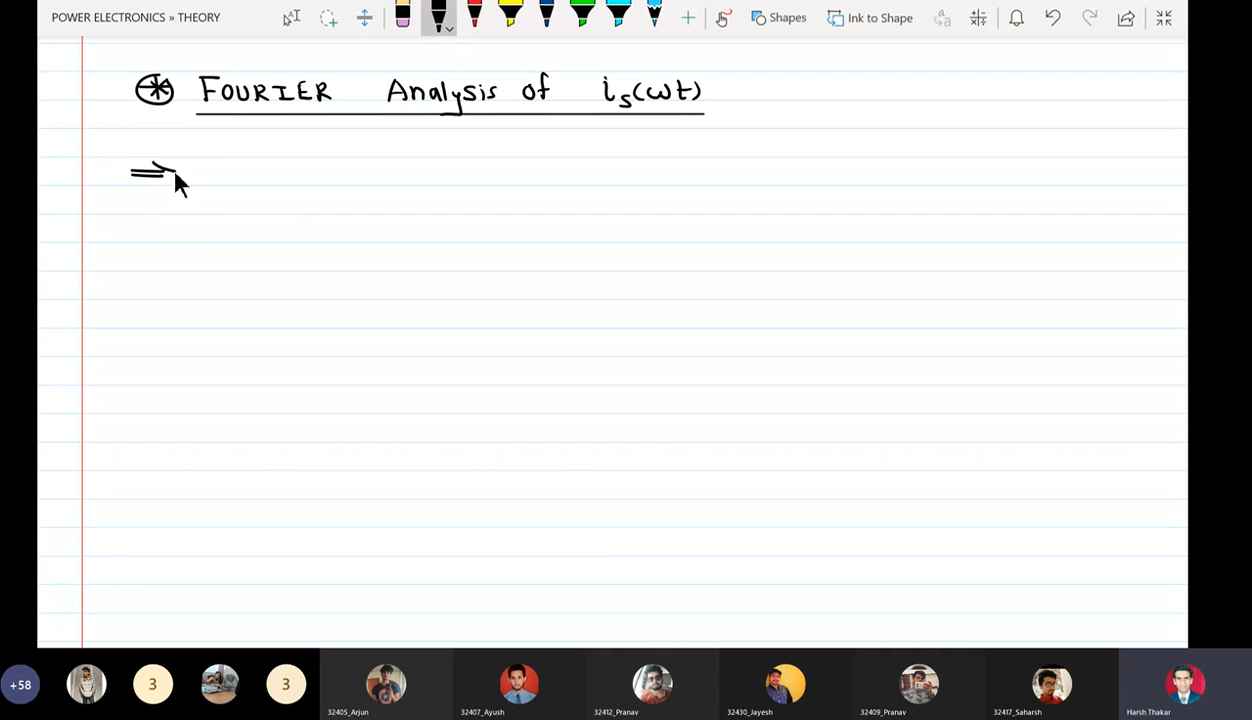 POWER ELECTRONICS » THEORY
Shapes
Ink to Shape
FOURIER Analysis of is(ωt)
+58
3
3
32405_Arjun
32407_Ayush
32412_Pranav
32430_Jayesh
32409_Pranav
32417_Saharsh
Harsh Thakar